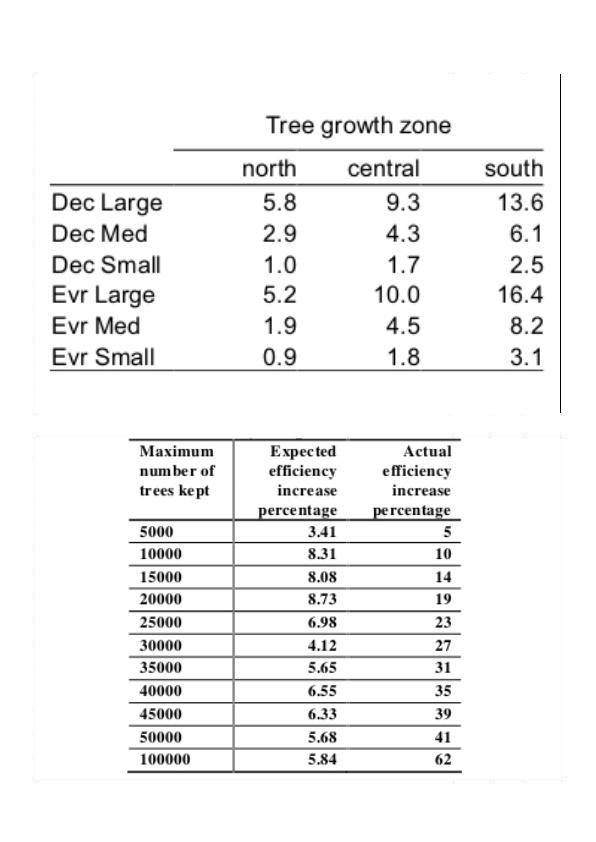 Tree growth zone
north central south
Dec Large 5.8 9.3 13.6
Dec Med 2.9 4.3 6.1
Dec Small 1.0 1.7 2.5
Evr Large 5.2 10.0 16.4
Evr Med 1.9 4.5 8.2
Evr Small 0.9 1.8 3.1
Maximum Expected Actual
number of efficiency efficiency
trees kept increase increase
percentage percentage
5000 3.41 5
10000 8.31 10
15000 8.08 14
20000 8.73 19
25000 6.98 23
30000 4.12 27
35000 5.65 31
40000 6.55 35
45000 6.33 39
50000 5.68 41
100000 5.84 62